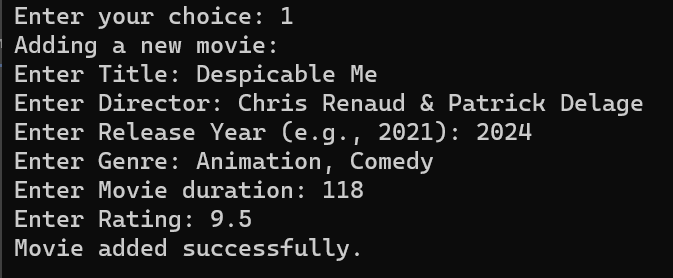 Enter your choice: 1
Adding a new movie:
Enter Title: Despicable Me
Enter Director: Chris Renaud & Patrick Delage
Enter Release Year (e.g., 2021): 2024
Enter Genre: Animation, Comedy
Enter Movie duration: 118
Enter Rating: 9.5
Movie added successfully.